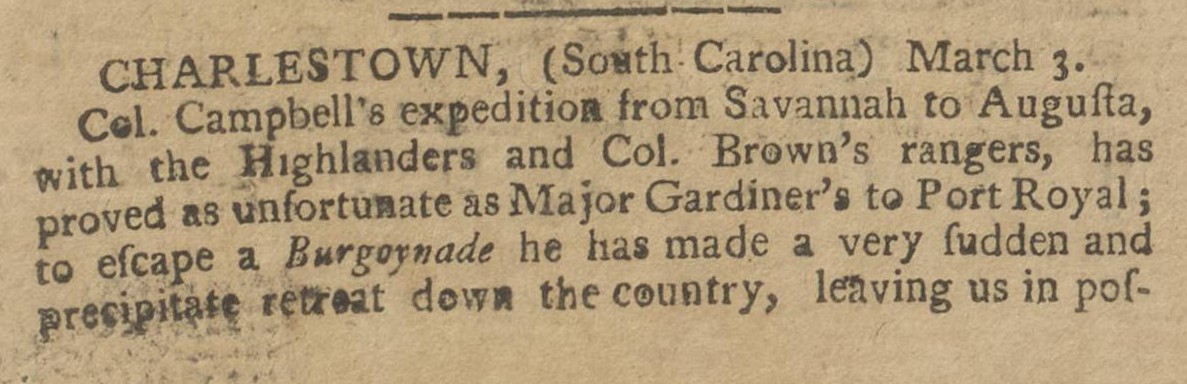 CHARLESTOWN, (South Carolina) March 3.
Col. Campbell's expedition from Savannah to Auguſta,
with the Highlanders and Col. Brown's rangers, has
proved as unfortunate as Major Gardiner's to Port Royal;
to eſcape a Burgoynade he has made a very ſudden and
precipitate retreat down the country, leaving us in poſ-